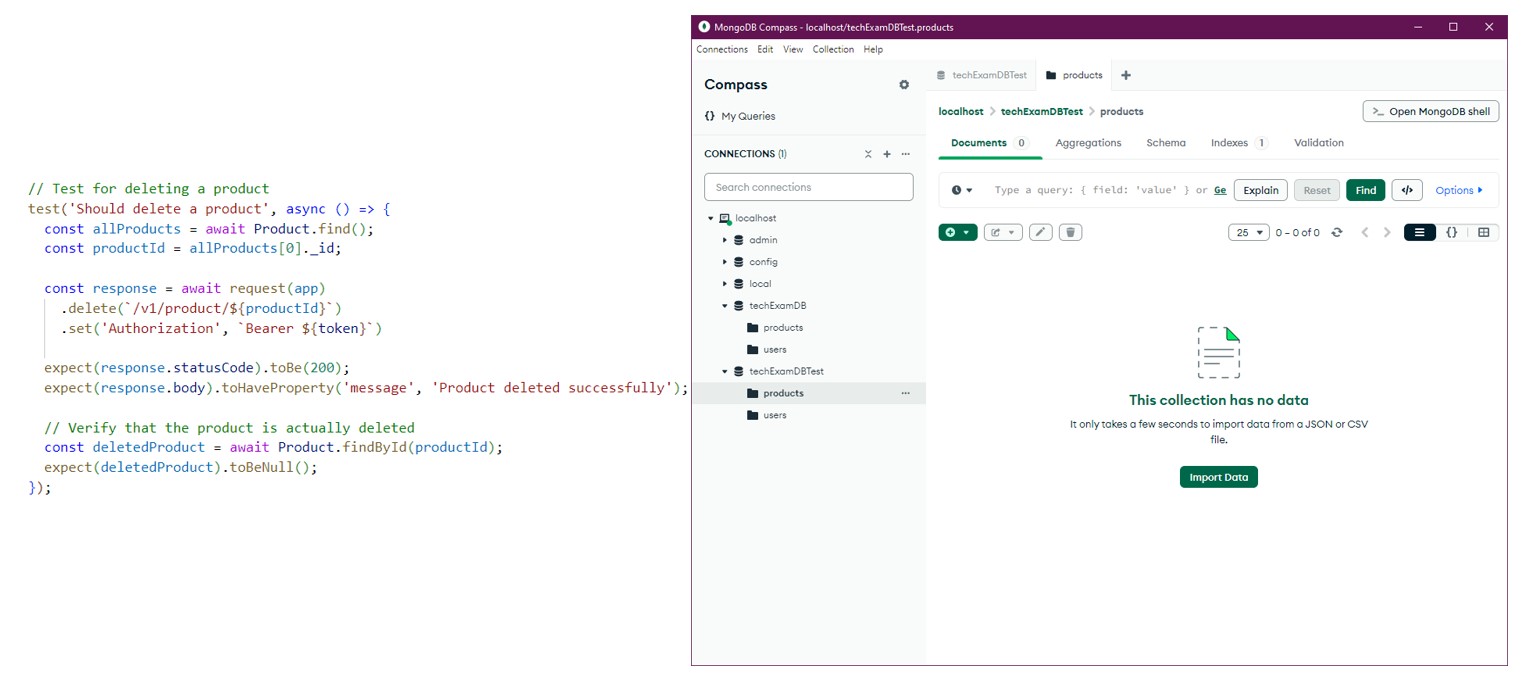 // Test for deleting a product
test('Should delete a product', async () => {
const allProducts = await Product.find();
const productId = allProducts[0]._id;
const response = await request(app)
.delete(`/v1/product/${productId}`)
.set('Authorization', `Bearer ${token}`)
expect(response.statusCode).toBe(200);
expect(response.body).toHaveProperty('message', 'Product deleted successfully');
// Verify that the product is actually deleted
const deletedProduct = await Product.findById(productId);
expect(deletedProduct).toBeNull();
});
MongoDB Compass - localhost/techExamDBTest.products
Connections Edit View Collection Help
Compass
{} My Queries
CONNECTIONS (1)
Search connections
localhost
admin
config
local
techExamDB
products
users
techExamDBTest
products
users
techExamDBTest products
localhost > techExamDBTest > products
>_ Open MongoDB shell
Documents 0 Aggregations Schema Indexes 1 Validation
Type a query: { field: 'value' } or Ge Explain Reset Find </> Options
25 0 – 0 of 0 {}
This collection has no data
It only takes a few seconds to import data from a JSON or CSV
file.
Import Data